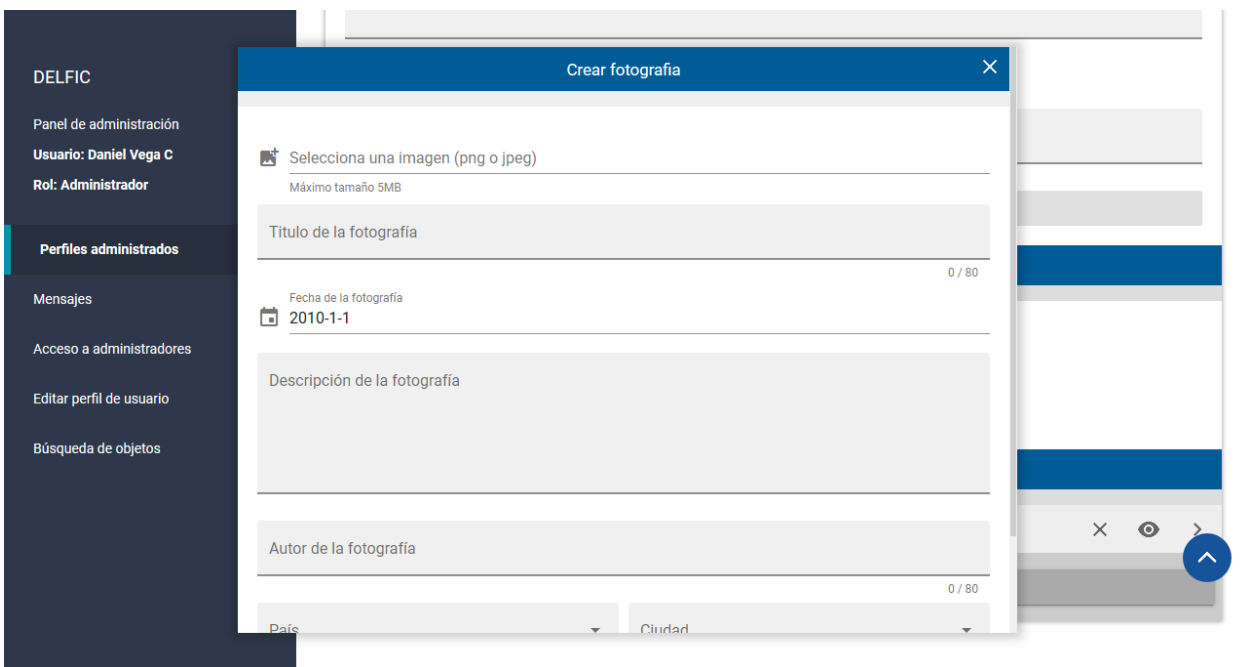 DELFIC
Panel de administración
Usuario: Daniel Vega C
Rol: Administrador
Perfiles administrados
Mensajes
Acceso a administradores
Editar perfil de usuario
Búsqueda de objetos
Crear fotografia
Selecciona una imagen (png o jpeg)
Máximo tamaño 5MB
Titulo de la fotografía
0 / 80
Fecha de la fotografía
2010-1-1
Descripción de la fotografía
Autor de la fotografía
0 / 80
País
Ciudad